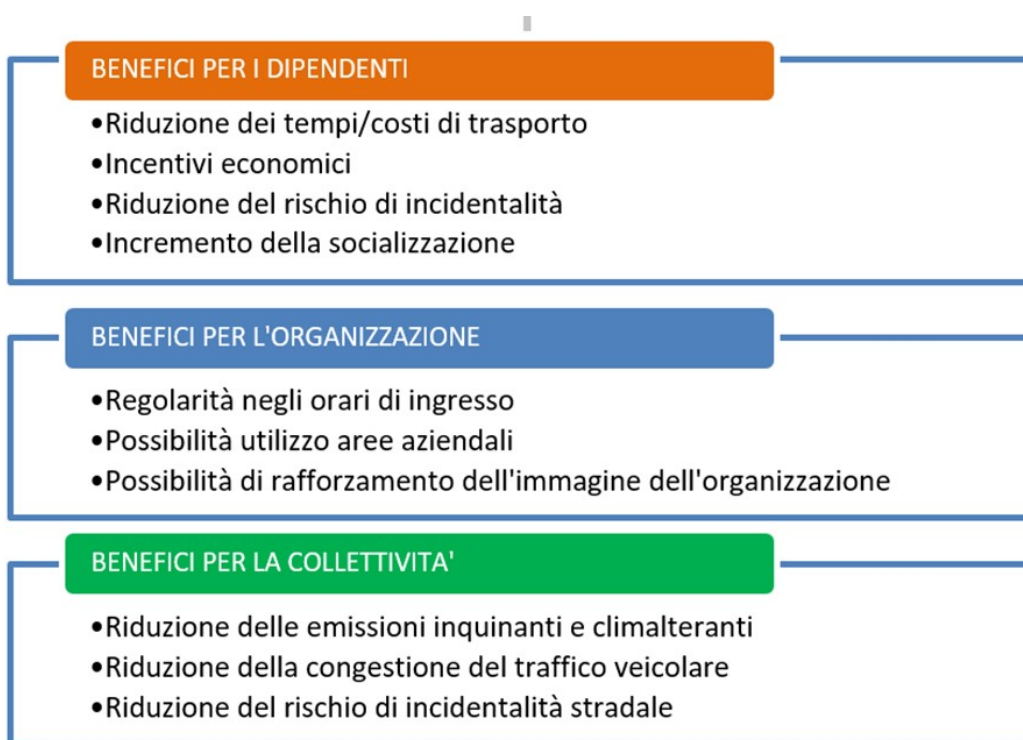 BENEFICI PER I DIPENDENTI
•Riduzione dei tempi/costi di trasporto
•Incentivi economici
•Riduzione del rischio di incidentalità
•Incremento della socializzazione
BENEFICI PER L'ORGANIZZAZIONE
•Regolarità negli orari di ingresso
•Possibilità utilizzo aree aziendali
•Possibilità di rafforzamento dell'immagine dell'organizzazione
BENEFICI PER LA COLLETTIVITA'
•Riduzione delle emissioni inquinanti e climalteranti
•Riduzione della congestione del traffico veicolare
•Riduzione del rischio di incidentalità stradale